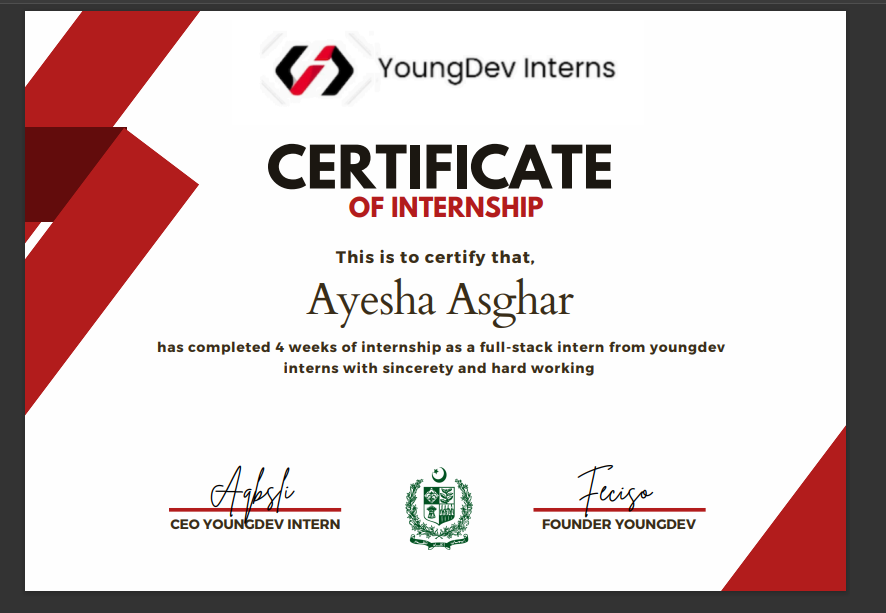 YoungDev Interns
CERTIFICATE
OF INTERNSHIP
This is to certify that,
Ayesha Asghar
has completed 4 weeks of internship as a full-stack intern from youngdev
interns with sincerety and hard working
Aqbsli
Feciso
CEO YOUNGDEV INTERN
FOUNDER YOUNGDEV